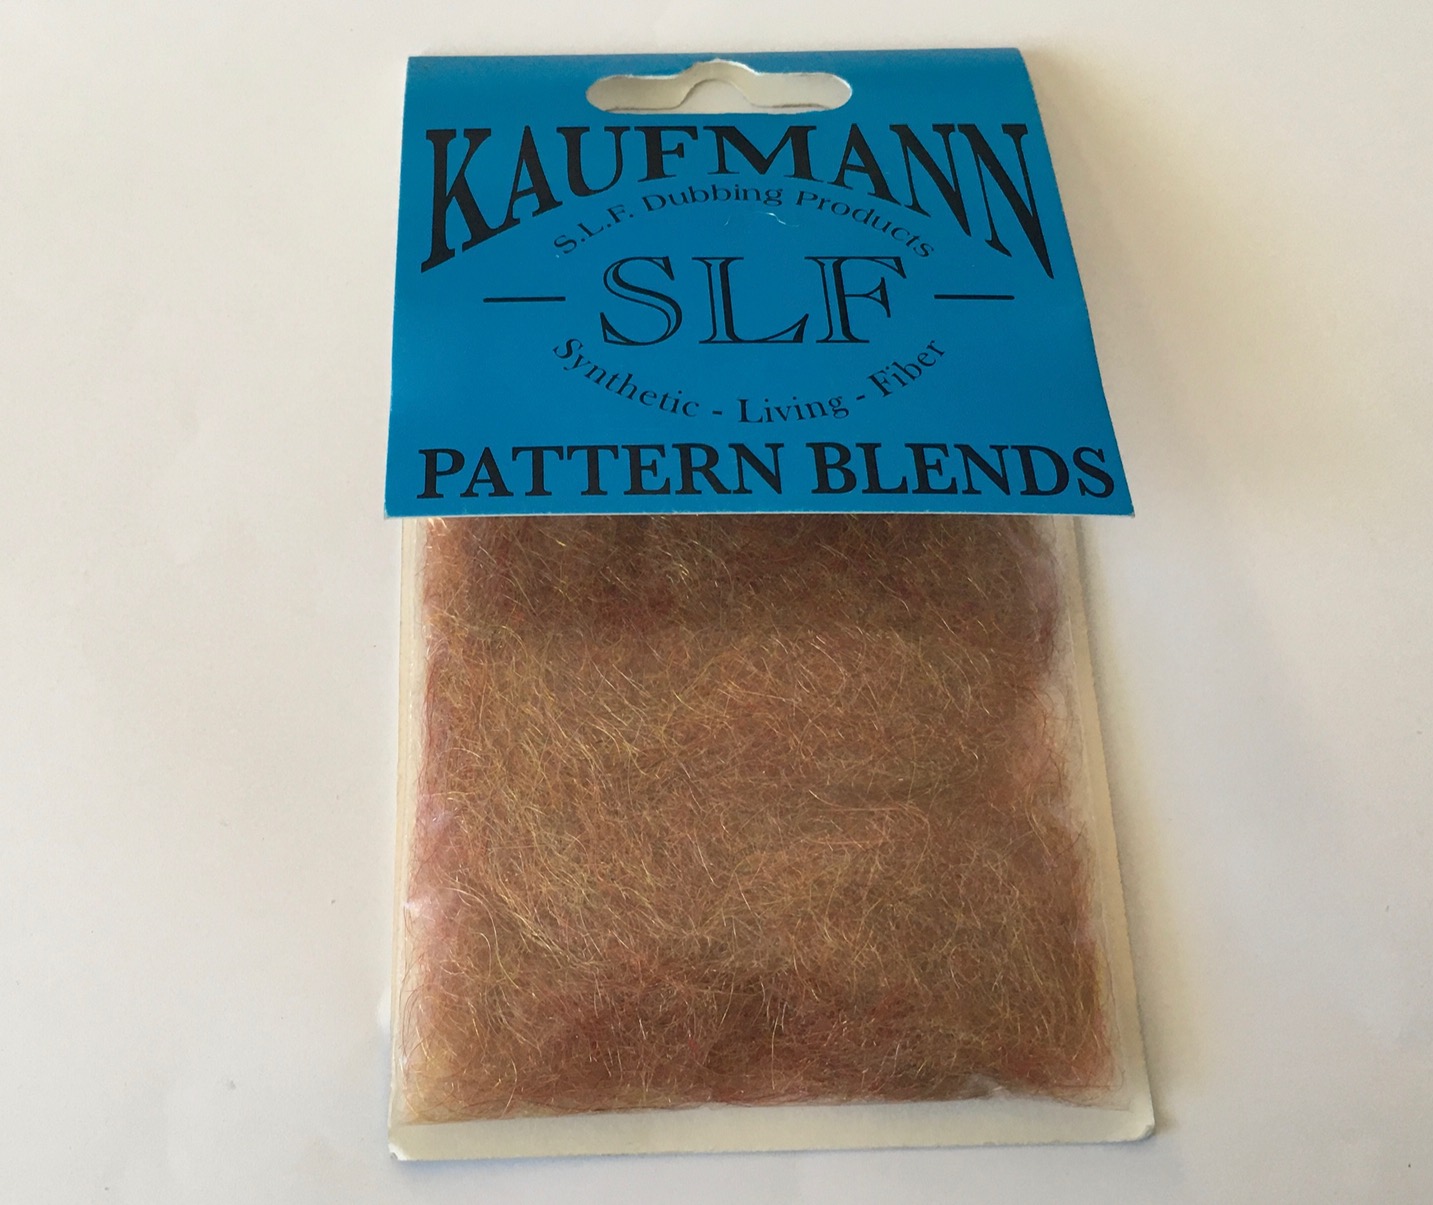 KAUFMANN
S.L.F. Dubbing Products
SLF
Synthetic - Living - Fiber
PATTERN BLENDS